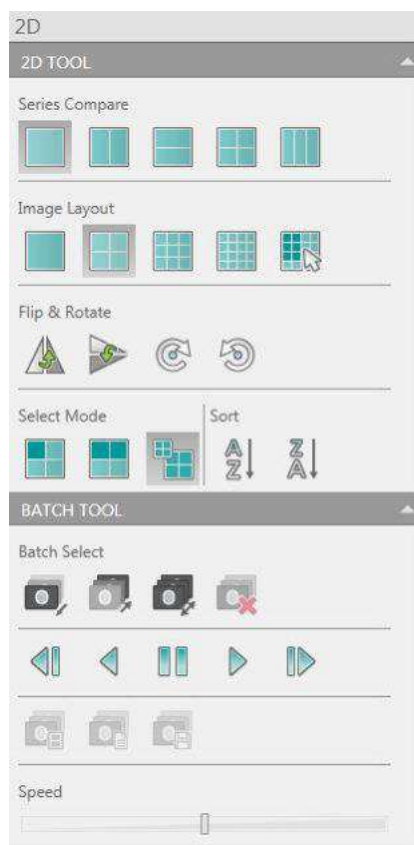 2D
2D TOOL
Series Compare
Image Layout
Flip & Rotate
Select Mode
Sort
A
Z
Z
A
BATCH TOOL
Batch Select
Speed